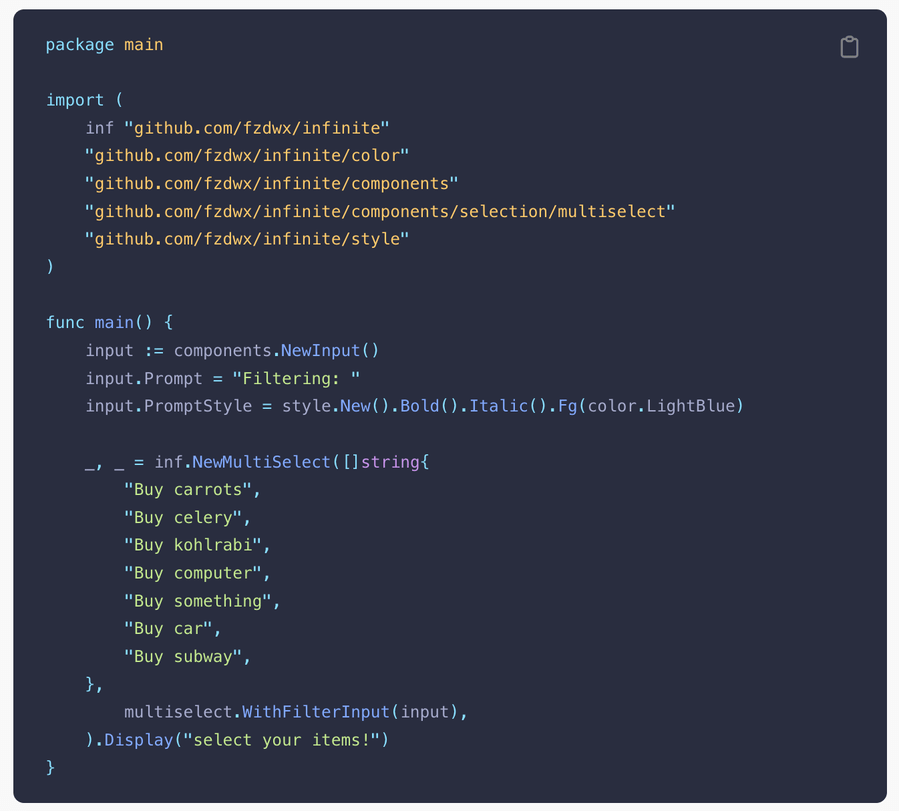 package main

import (
    inf "github.com/fzdwx/infinite"
    "github.com/fzdwx/infinite/color"
    "github.com/fzdwx/infinite/components"
    "github.com/fzdwx/infinite/components/selection/multiselect"
    "github.com/fzdwx/infinite/style"
)

func main() {
    input := components.NewInput()
    input.Prompt = "Filtering: "
    input.PromptStyle = style.New().Bold().Italic().Fg(color.LightBlue)

    _, _ = inf.NewMultiSelect([]string{
        "Buy carrots",
        "Buy celery",
        "Buy kohlrabi",
        "Buy computer",
        "Buy something",
        "Buy car",
        "Buy subway",
    },
        multiselect.WithFilterInput(input),
    ).Display("select your items!")
}